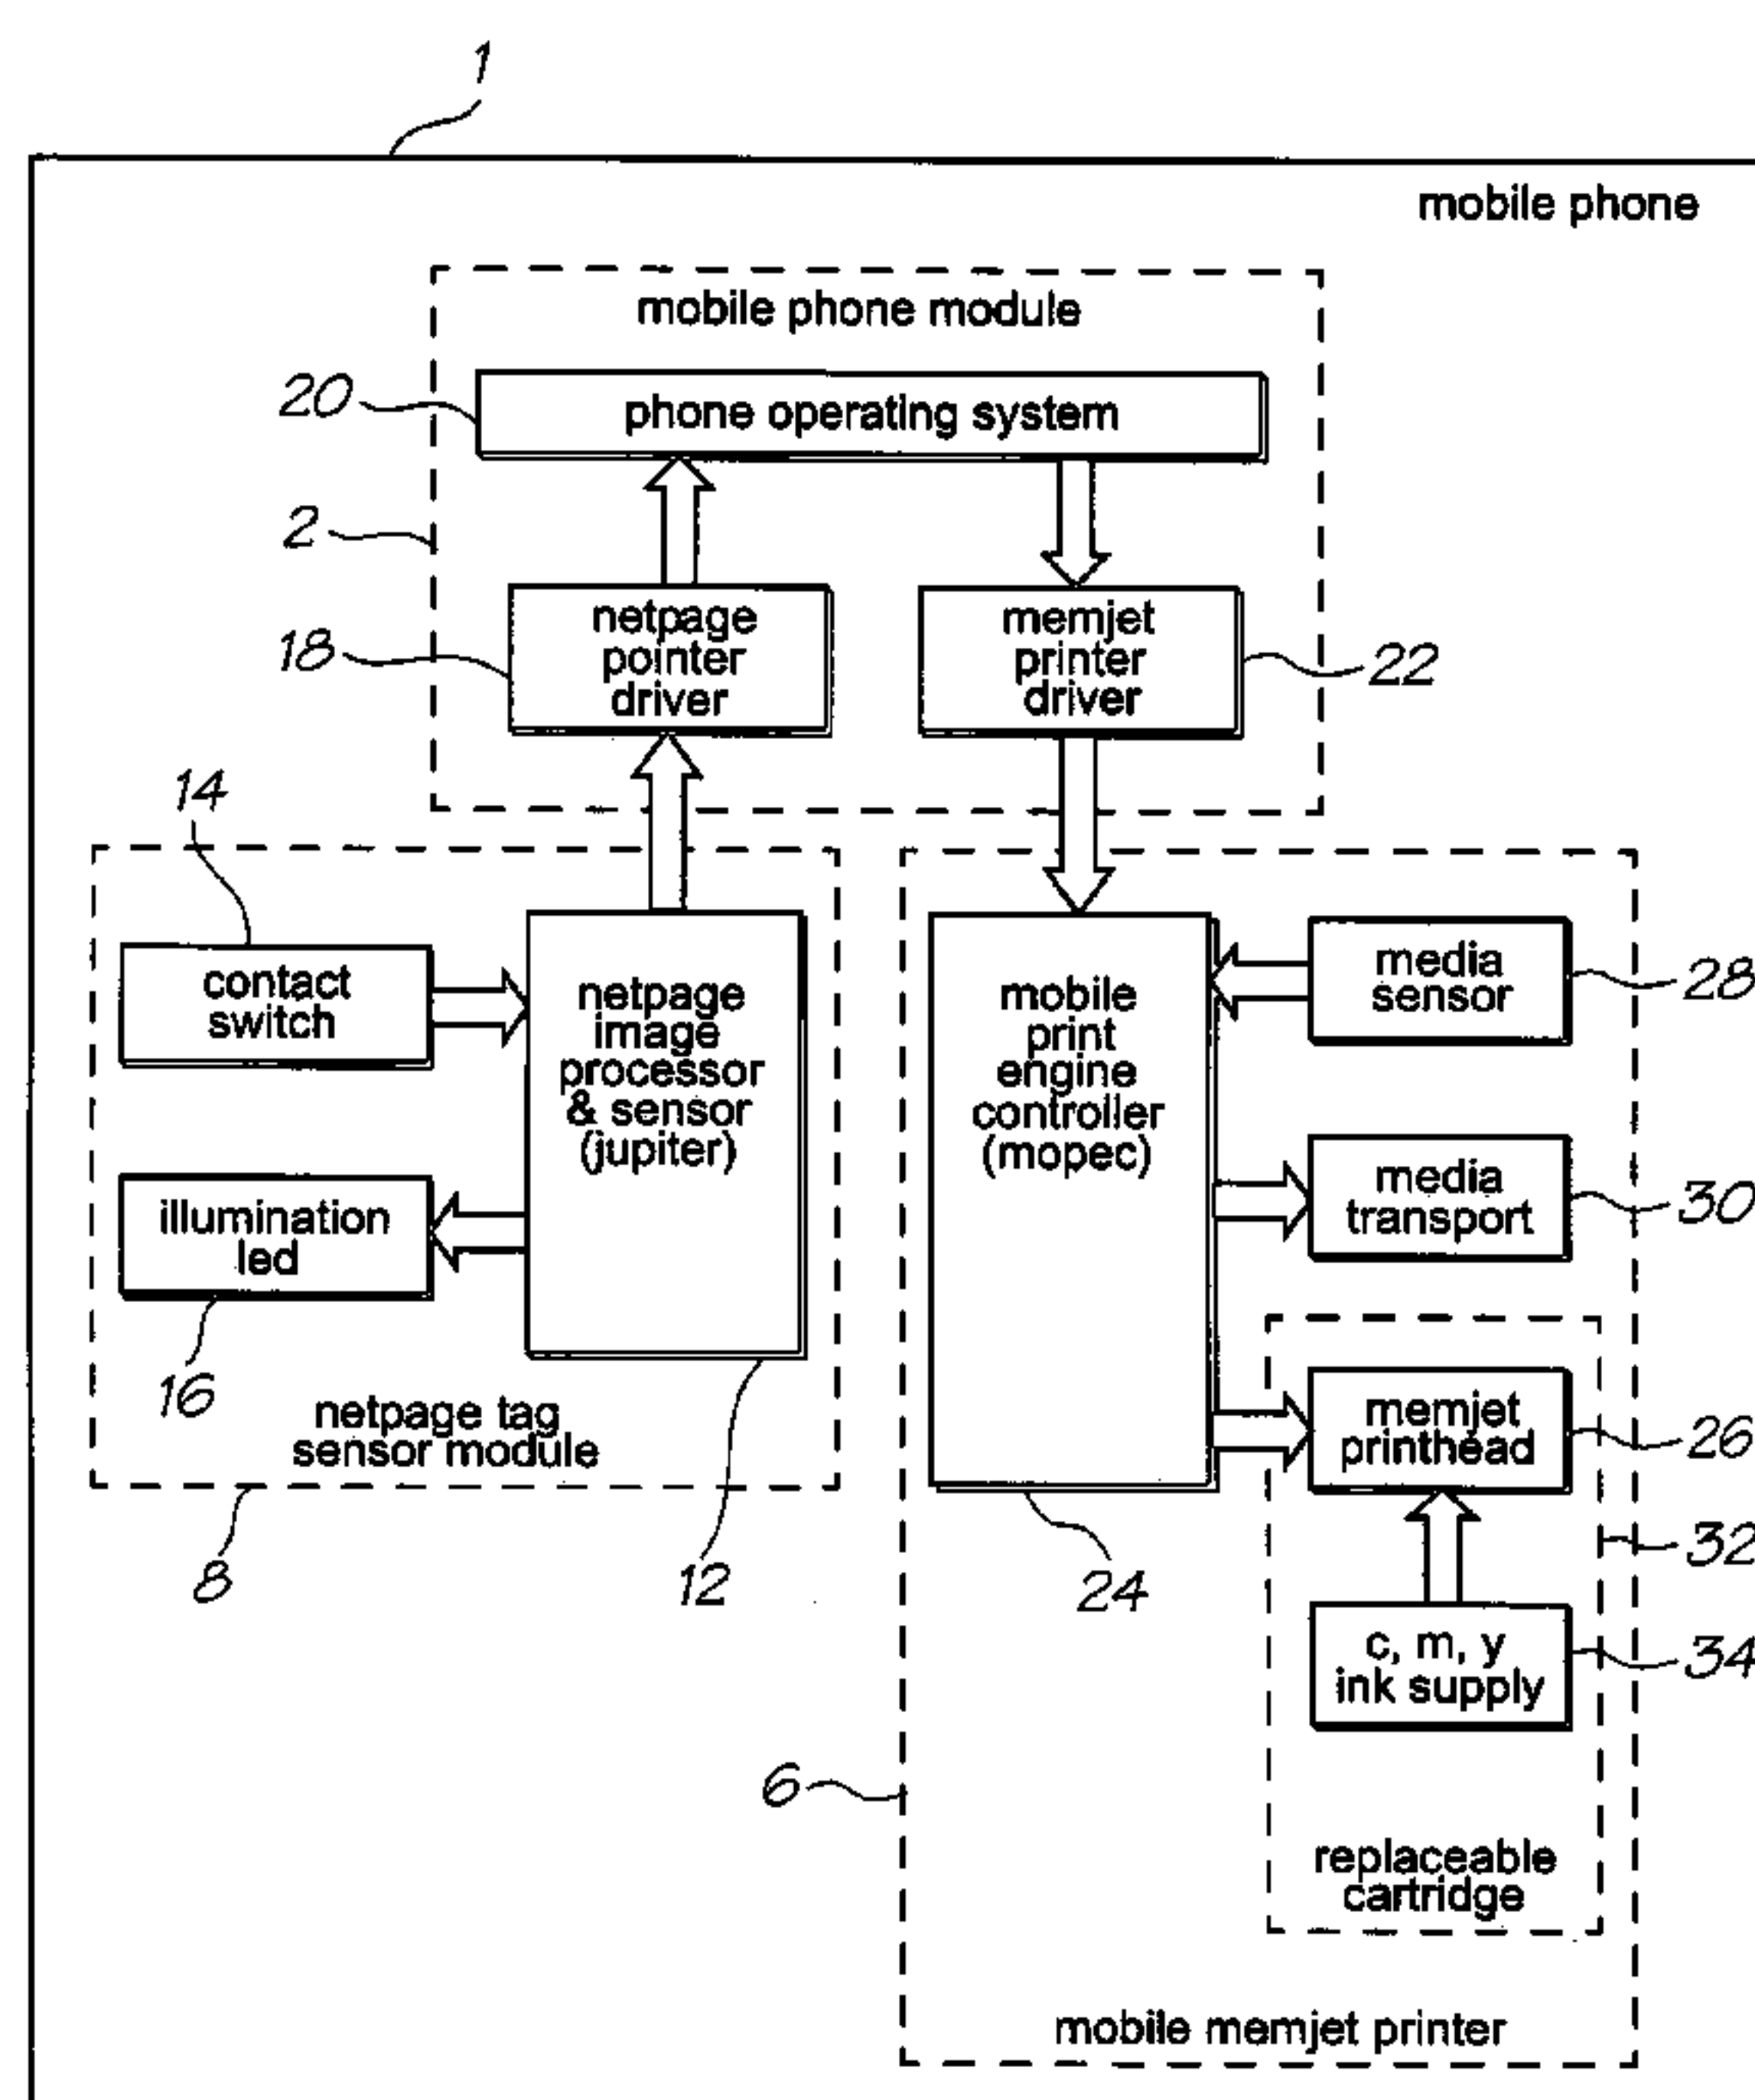 1
mobile phone
mobile phone module
20
phone operating system
2
18
netpage
pointer
driver
memjet
printer
driver
22
14
contact
switch
netpage
image
processor
& sensor
(jupiter)
illumination
led
16
netpage tag
sensor module
8
12
mobile
print
engine
controller
(mopec)
media
sensor
28
media
transport
30
memjet
printhead
26
32
24
c, m, y
ink supply
34
6
replaceable
cartridge
mobile memjet printer